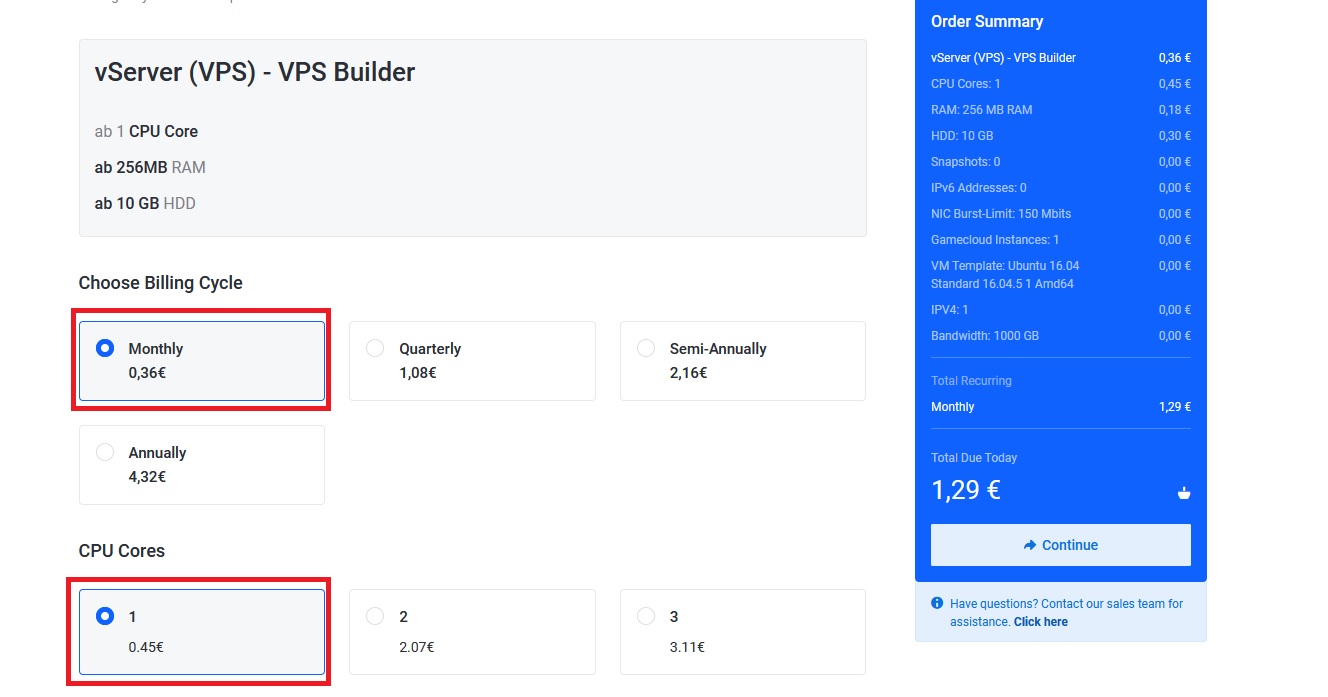 vServer (VPS) - VPS Builder
ab 1 CPU Core
ab 256MB RAM
ab 10 GB HDD
Choose Billing Cycle
Monthly
0,36€
Quarterly
1,08€
Semi-Annually
2,16€
Annually
4,32€
CPU Cores
1
0.45€
2
2.07€
3
3.11€
Order Summary
vServer (VPS) - VPS Builder 0,36 €
CPU Cores: 1 0,45 €
RAM: 256 MB RAM 0,18 €
HDD: 10 GB 0,30 €
Snapshots: 0 0,00 €
IPv6 Addresses: 0 0,00 €
NIC Burst-Limit: 150 Mbits 0,00 €
Gamecloud Instances: 1 0,00 €
VM Template: Ubuntu 16.04 0,00 €
Standard 16.04.5 1 Amd64
IPV4: 1 0,00 €
Bandwidth: 1000 GB 0,00 €
Total Recurring
Monthly 1,29 €
Total Due Today
1,29 €
Continue
Have questions? Contact our sales team for
assistance. Click here